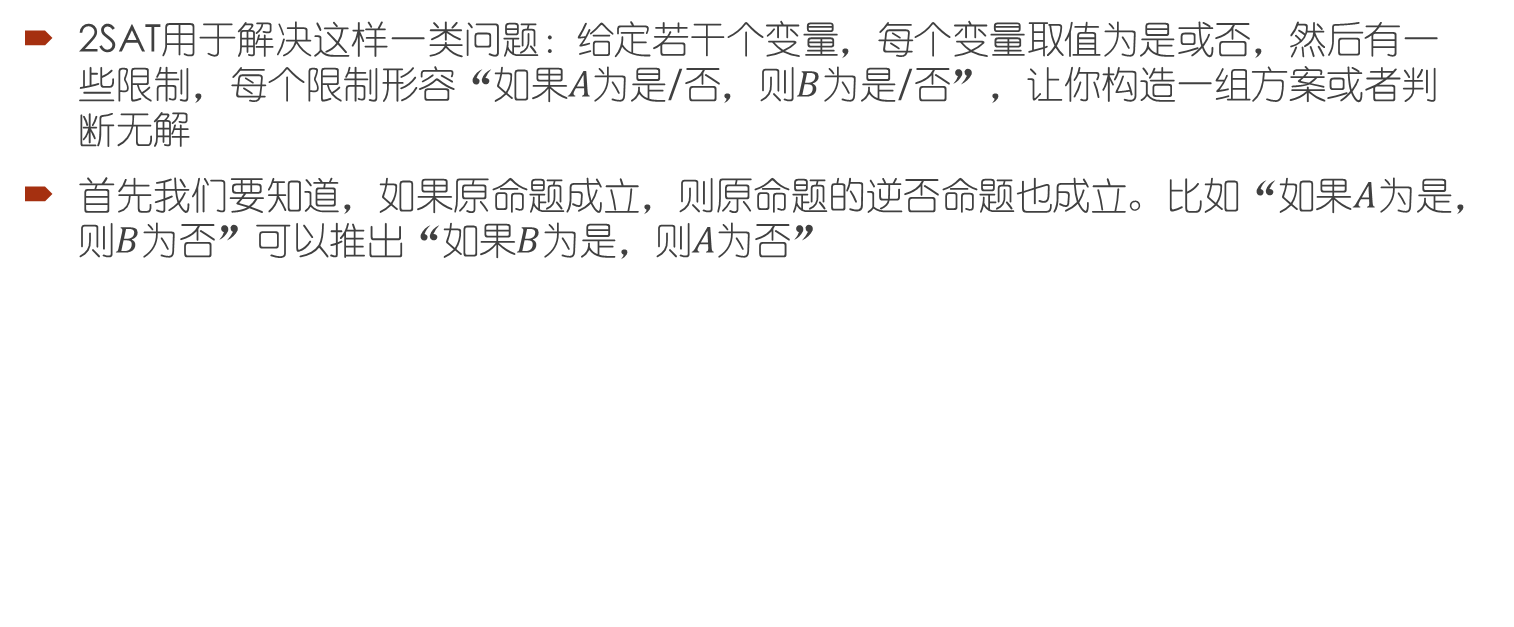 2SAT用于解决这样一类问题：给定若干个变量，每个变量取值为是或否，然后有一
些限制，每个限制形容“如果A为是/否，则B为是/否”，让你构造一组方案或者判
断无解
首先我们要知道，如果原命题成立，则原命题的逆否命题也成立。比如“如果A为是，
则B为否”可以推出“如果B为是，则A为否”